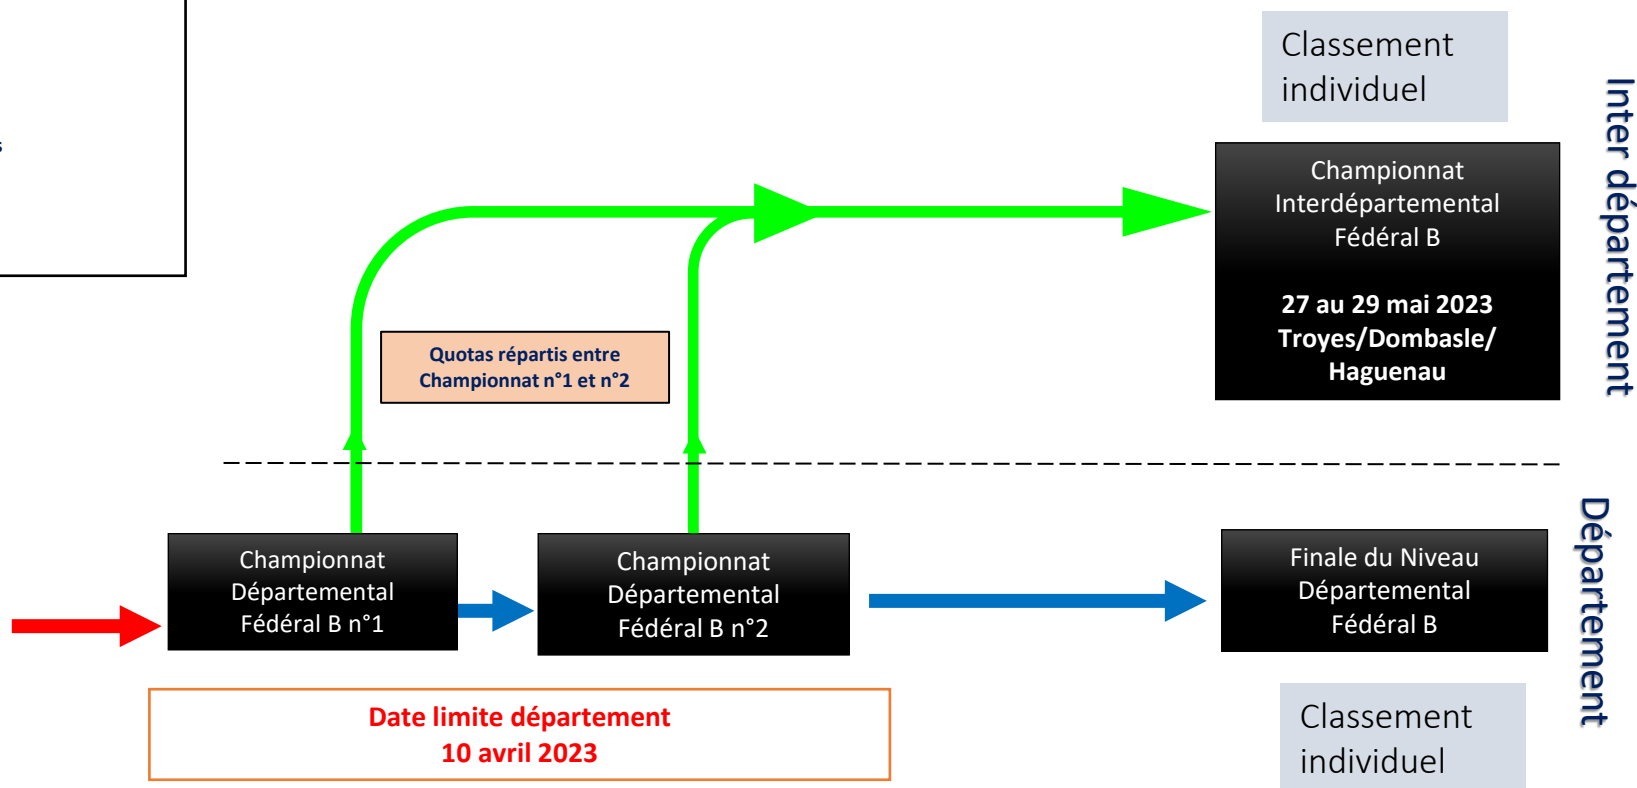 Classement
individuel
Inter département
Championnat
Interdépartemental
Fédéral B
27 au 29 mai 2023
Troyes/Dombasle/
Haguenau
Quotas répartis entre
Championnat n°1 et n°2
Championnat
Départemental
Fédéral B n°1
Championnat
Départemental
Fédéral B n°2
Finale du Niveau
Départemental
Fédéral B
Département
Date limite département
10 avril 2023
Classement
individuel